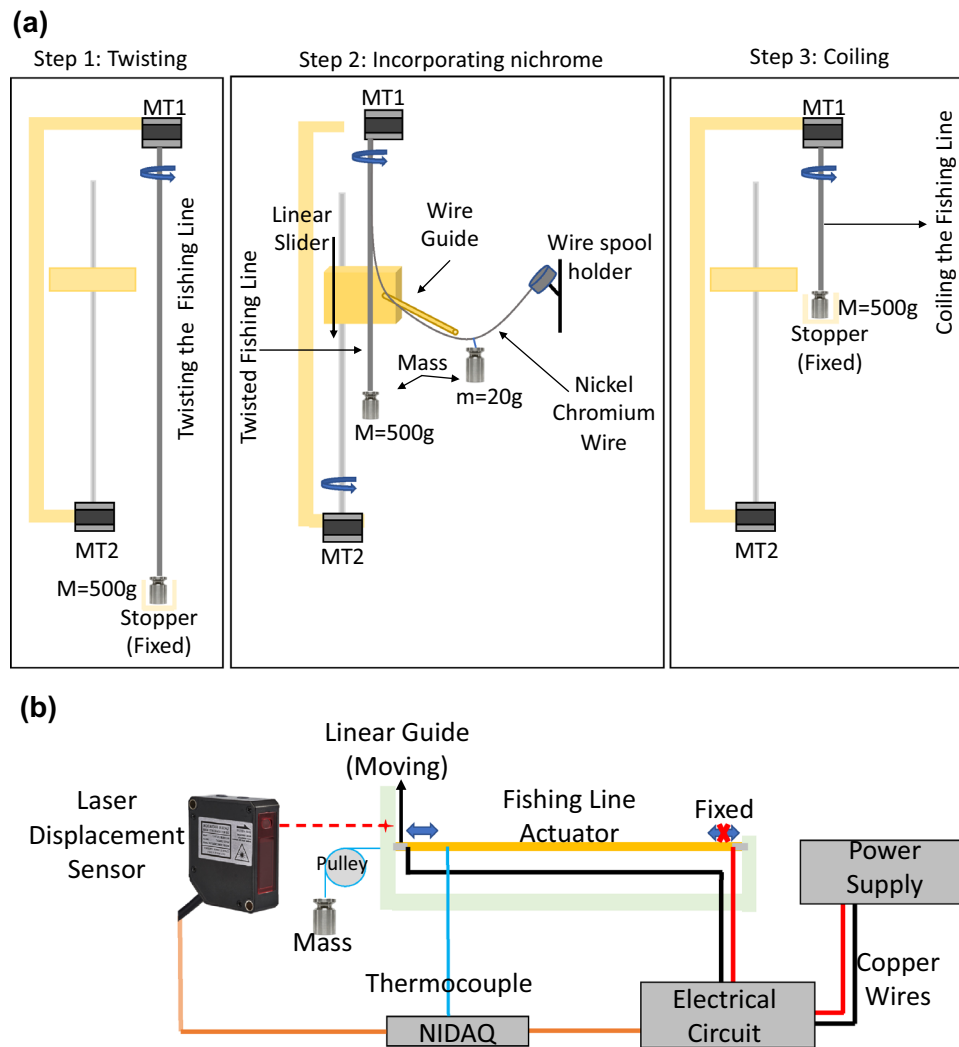 (a)
Step 1: Twisting
MT1
Twisting the Fishing Line
MT2
M=500g
Stopper
(Fixed)
Step 2: Incorporating nichrome
MT1
Linear
Slider
Wire
Guide
Wire spool
holder
Twisted Fishing Line
Mass
m=20g
M=500g
Nickel
Chromium
Wire
MT2
Step 3: Coiling
MT1
Coiling the Fishing Line
M=500g
Stopper
(Fixed)
MT2
(b)
Linear Guide
(Moving)
Laser
Displacement
Sensor
Fishing Line
Actuator
Fixed
Pulley
Mass
Power
Supply
Thermocouple
Copper
Wires
Electrical
Circuit
NIDAQ